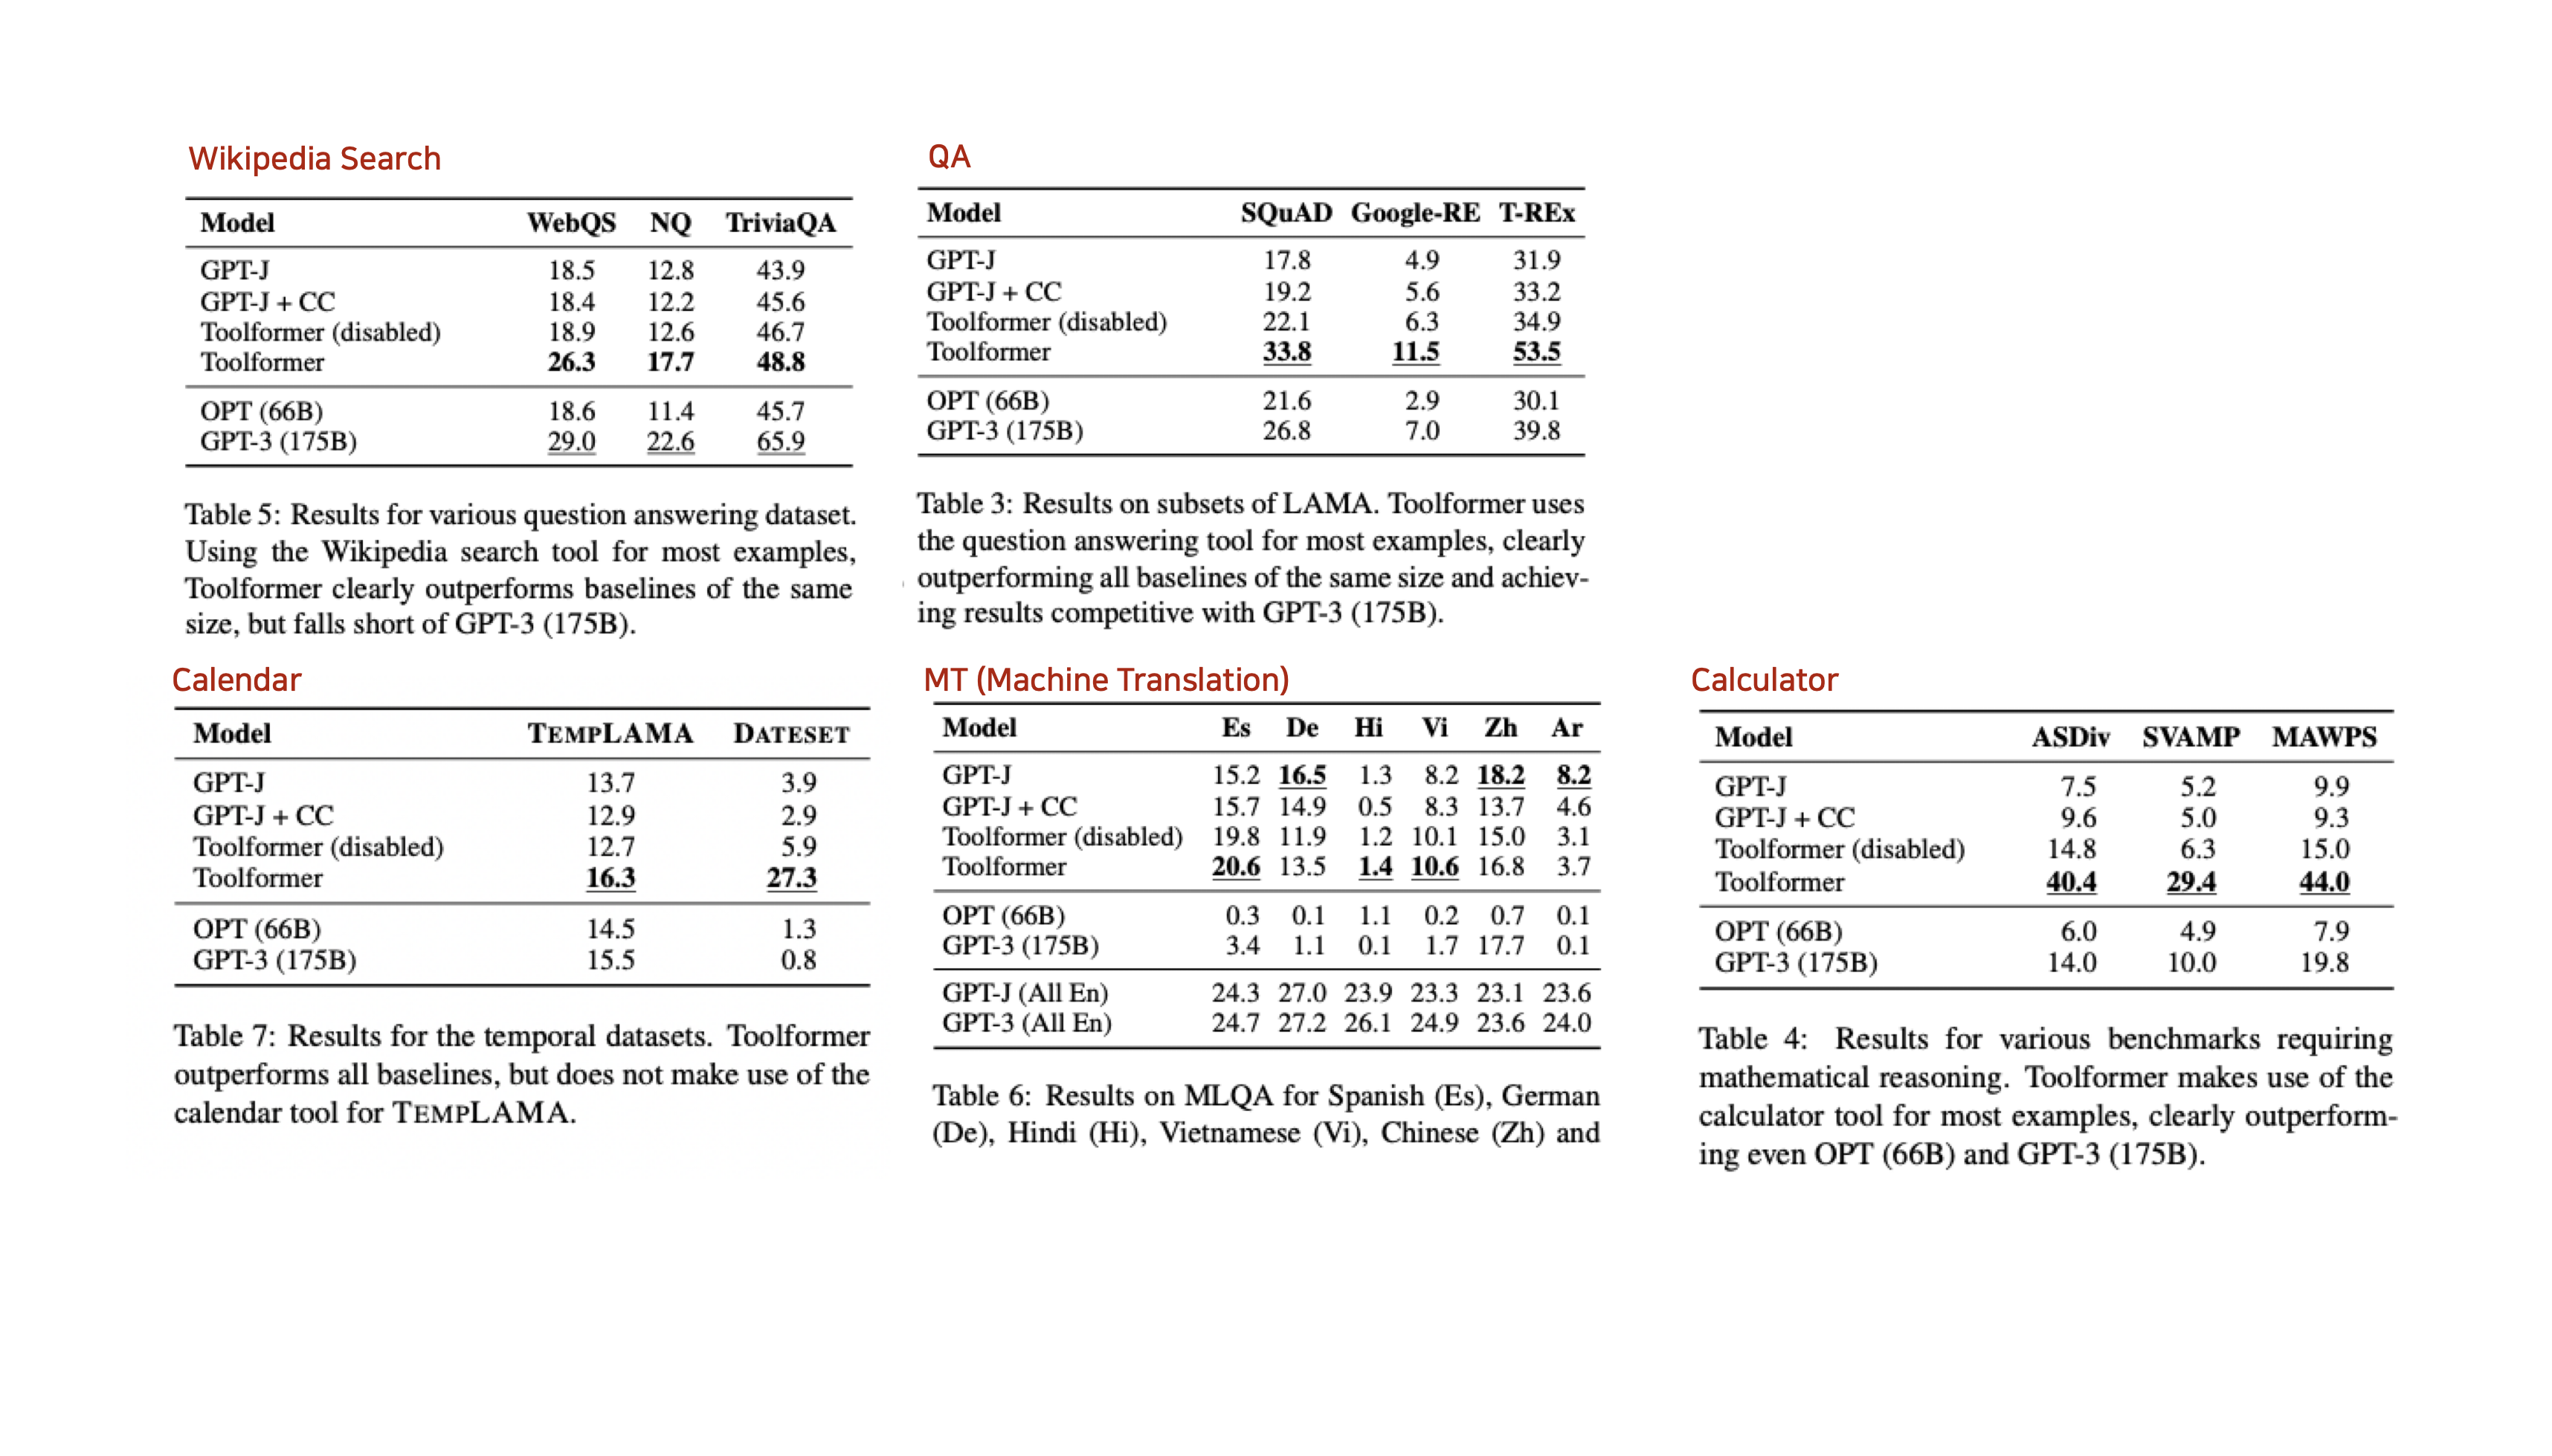 Wikipedia Search
Model WebQS NQ TriviaQA
GPT-J 18.5 12.8 43.9
GPT-J + CC 18.4 12.2 45.6
Toolformer (disabled) 18.9 12.6 46.7
Toolformer 26.3 17.7 48.8
OPT (66B) 18.6 11.4 45.7
GPT-3 (175B) 29.0 22.6 65.9
Table 5: Results for various question answering dataset.
Using the Wikipedia search tool for most examples,
Toolformer clearly outperforms baselines of the same
size, but falls short of GPT-3 (175B).
QA
Model SQuAD Google-RE T-REx
GPT-J 17.8 4.9 31.9
GPT-J + CC 19.2 5.6 33.2
Toolformer (disabled) 22.1 6.3 34.9
Toolformer 33.8 11.5 53.5
OPT (66B) 21.6 2.9 30.1
GPT-3 (175B) 26.8 7.0 39.8
Table 3: Results on subsets of LAMA. Toolformer uses
the question answering tool for most examples, clearly
outperforming all baselines of the same size and achiev-
ing results competitive with GPT-3 (175B).
Calendar
Model TEMPLAMA DATESET
GPT-J 13.7 3.9
GPT-J + CC 12.9 2.9
Toolformer (disabled) 12.7 5.9
Toolformer 16.3 27.3
OPT (66B) 14.5 1.3
GPT-3 (175B) 15.5 0.8
Table 7: Results for the temporal datasets. Toolformer
outperforms all baselines, but does not make use of the
calendar tool for TEMPLAMA.
MT (Machine Translation)
Model Es De Hi Vi Zh Ar
GPT-J 15.2 16.5 1.3 8.2 18.2 8.2
GPT-J + CC 15.7 14.9 0.5 8.3 13.7 4.6
Toolformer (disabled) 19.8 11.9 1.2 10.1 15.0 3.1
Toolformer 20.6 13.5 1.4 10.6 16.8 3.7
OPT (66B) 0.3 0.1 1.1 0.2 0.7 0.1
GPT-3 (175B) 3.4 1.1 0.1 1.7 17.7 0.1
GPT-J (All En) 24.3 27.0 23.9 23.3 23.1 23.6
GPT-3 (All En) 24.7 27.2 26.1 24.9 23.6 24.0
Table 6: Results on MLQA for Spanish (Es), German
(De), Hindi (Hi), Vietnamese (Vi), Chinese (Zh) and
Calculator
Model ASDiv SVAMP MAWPS
GPT-J 7.5 5.2 9.9
GPT-J + CC 9.6 5.0 9.3
Toolformer (disabled) 14.8 6.3 15.0
Toolformer 40.4 29.4 44.0
OPT (66B) 6.0 4.9 7.9
GPT-3 (175B) 14.0 10.0 19.8
Table 4: Results for various benchmarks requiring
mathematical reasoning. Toolformer makes use of the
calculator tool for most examples, clearly outperform-
ing even OPT (66B) and GPT-3 (175B).